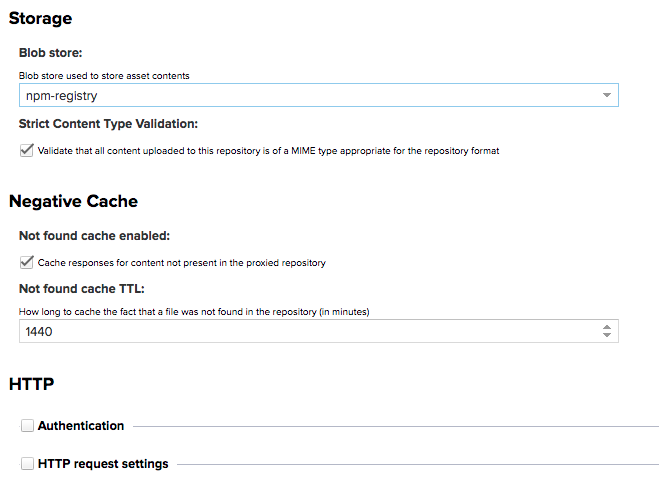 Storage
Blob store:
Blob store used to store asset contents
npm-registry
Strict Content Type Validation:
Validate that all content uploaded to this repository is of a MIME type appropriate for the repository format
Negative Cache
Not found cache enabled:
Cache responses for content not present in the proxied repository
Not found cache TTL:
How long to cache the fact that a file was not found in the repository (in minutes)
1440
HTTP
Authentication
HTTP request settings